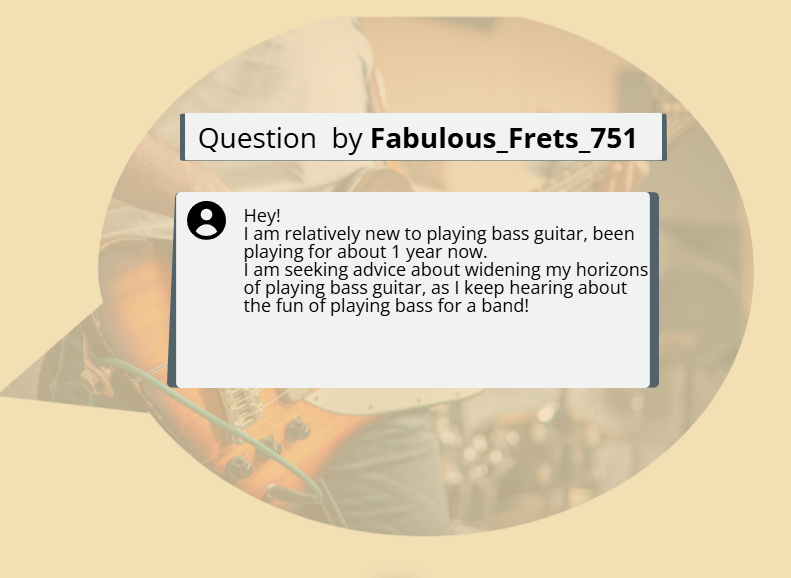 Question by Fabulous_Frets_751
Hey!
I am relatively new to playing bass guitar, been
playing for about 1 year now.
I am seeking advice about widening my horizons
of playing bass guitar, as I keep hearing about
the fun of playing bass for a band!